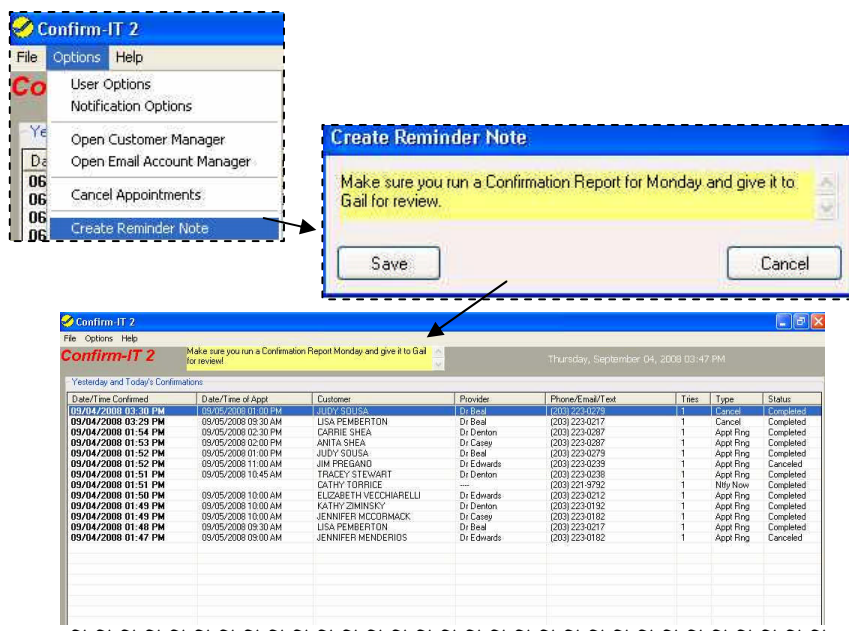 Confirm-IT 2
File Options Help
Co
User Options
Notification Options
Ye
Open Customer Manager
Da
Open Email Account Manager
06
06
Cancel Appointments
06
06
Create Reminder Note
Create Reminder Note
Make sure you run a Confirmation Report for Monday and give it to
Gail for review.
Save Cancel
Confirm-IT 2
File Options Help
Confirm-IT 2
Make sure you run a Confirmation Report Monday and give it to Gail
for review!
Thursday, September 04, 2008 03:47 PM
Yesterday and Today's Confirmations
Date/Time Confirmed Date/Time of Appt Customer Provider Phone/Email/Text Tries Type Status
09/04/2008 03:30 PM 09/05/2008 01:00 PM JUDY SOUSA Dr Beal (203) 223-0279 1 Cancel Completed
09/04/2008 03:29 PM 09/05/2008 09:30 AM LISA PEMBERTON Dr Beal (203) 223-0217 1 Cancel Completed
09/04/2008 01:54 PM 09/05/2008 02:30 PM CARRIE SHEA Dr Denton (203) 223-0287 1 Appt Rng Completed
09/04/2008 01:53 PM 09/05/2008 02:00 PM ANITA SHEA Dr Casey (203) 223-0287 1 Appt Rng Completed
09/04/2008 01:52 PM 09/05/2008 01:00 PM JUDY SOUSA Dr Beal (203) 223-0279 1 Appt Rng Completed
09/04/2008 01:52 PM 09/05/2008 11:00 AM JIM PREGANO Dr Edwards (203) 223-0239 1 Appt Rng Canceled
09/04/2008 01:51 PM 09/05/2008 10:45 AM TRACEY STEWART Dr Denton (203) 223-0238 1 Appt Rng Completed
09/04/2008 01:51 PM CATHY TORRICE ---- (203) 221-9792 1 Ntfy Now Completed
09/04/2008 01:50 PM 09/05/2008 10:00 AM ELIZABETH VECCHIARELLI Dr Edwards (203) 223-0212 1 Appt Rng Completed
09/04/2008 01:49 PM 09/05/2008 10:00 AM KATHY ZIMINSKY Dr Denton (203) 223-0192 1 Appt Rng Completed
09/04/2008 01:49 PM 09/05/2008 10:00 AM JENNIFER MCCORMACK Dr Casey (203) 223-0182 1 Appt Rng Completed
09/04/2008 01:48 PM 09/05/2008 09:30 AM LISA PEMBERTON Dr Beal (203) 223-0217 1 Appt Rng Completed
09/04/2008 01:47 PM 09/05/2008 09:00 AM JENNIFER MENDERIOS Dr Edwards (203) 223-0182 1 Appt Rng Canceled